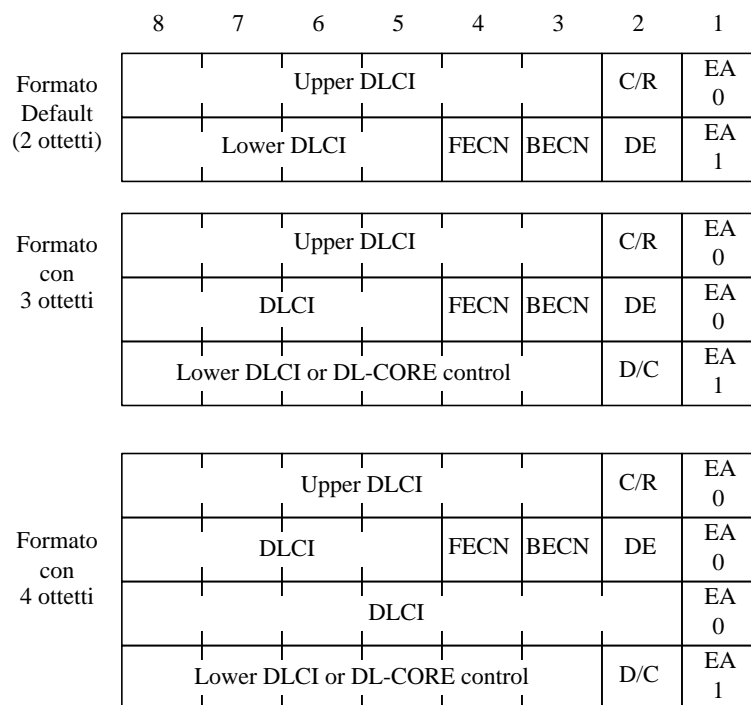 8 7 6 5 4 3 2 1
Formato
Default
(2 ottetti)
Upper DLCI C/R EA
0
Lower DLCI FECN BECN DE EA
1
Formato
con
3 ottetti
Upper DLCI C/R EA
0
DLCI FECN BECN DE EA
0
Lower DLCI or DL-CORE control D/C EA
1
Formato
con
4 ottetti
Upper DLCI C/R EA
0
DLCI FECN BECN DE EA
0
DLCI EA
0
Lower DLCI or DL-CORE control D/C EA
1